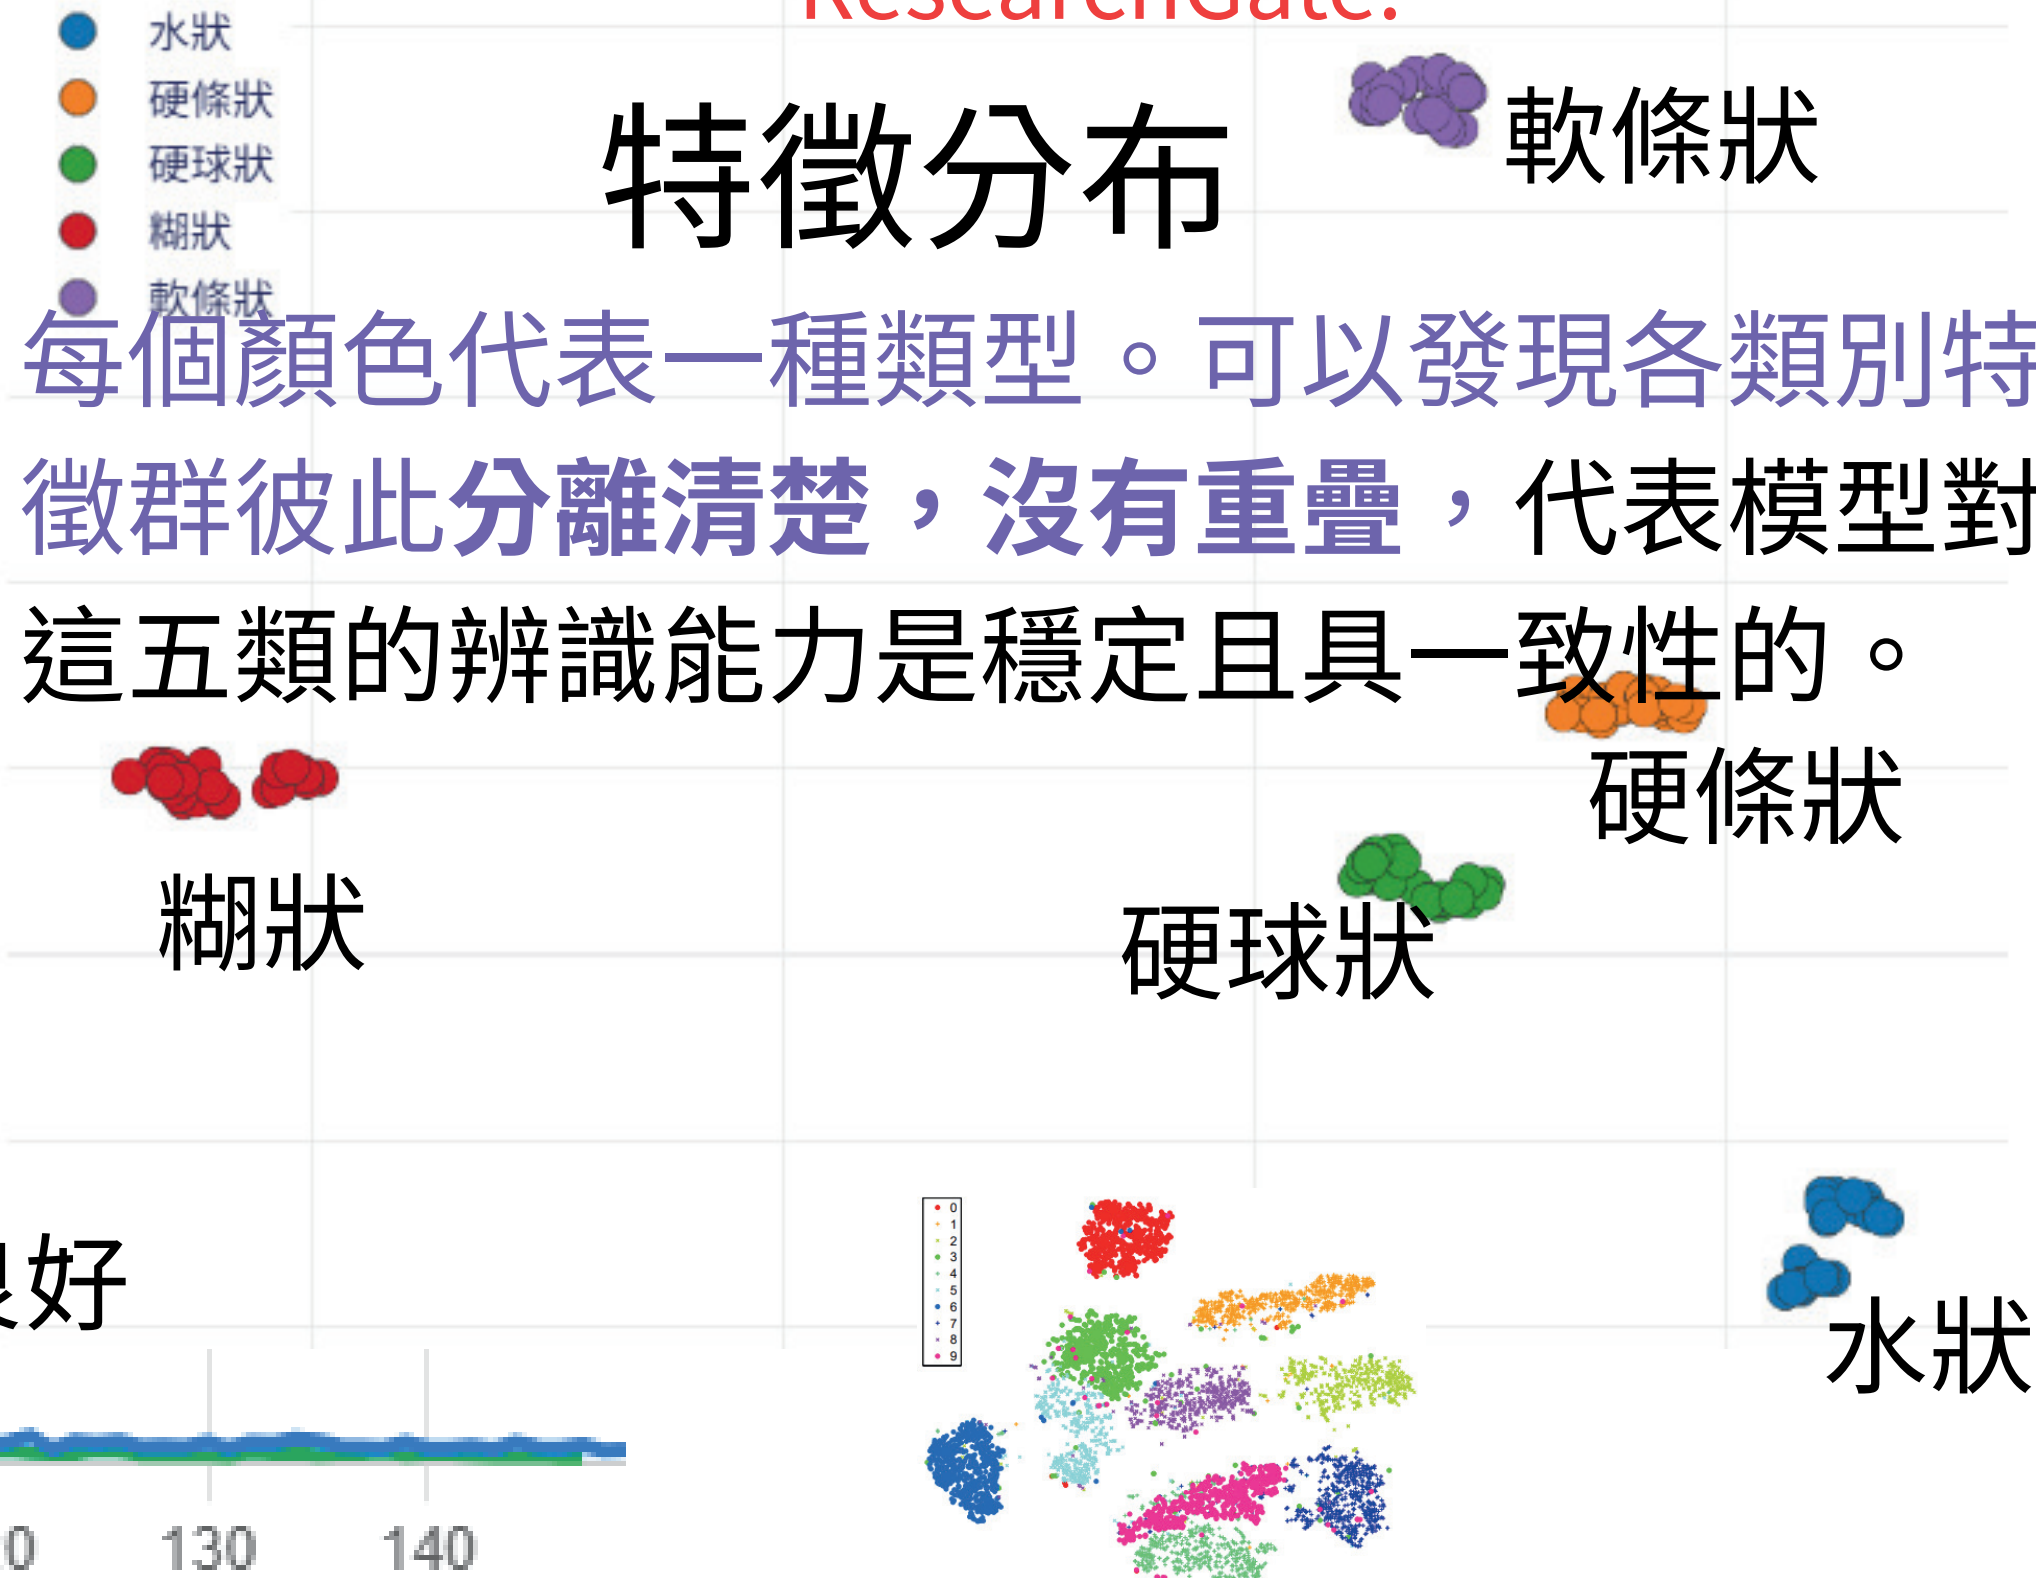 ResearchGate.
水狀
硬條狀
硬球狀
糊狀
軟條狀
特徵分布
軟條狀
每個顏色代表一種類型。可以發現各類別特
徵群彼此分離清楚，沒有重疊，代表模型對
這五類的辨識能力是穩定且具一致性的。
硬條狀
糊狀
硬球狀
水狀
良好
0
1
2
3
4
5
6
7
8
9
0 130 140